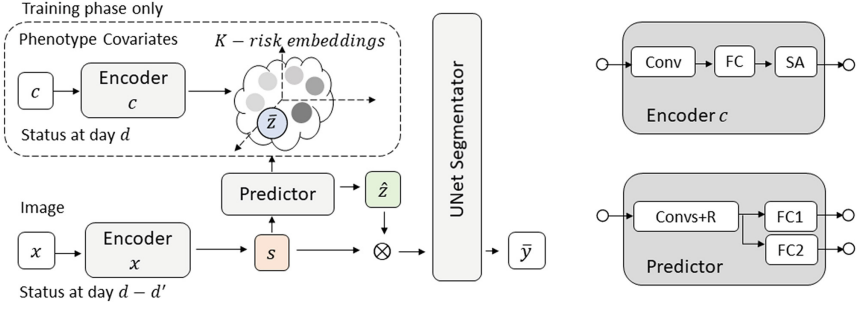 Training phase only
Phenotype Covariates
K − risk embeddings
c
Encoder
c
z̄
Status at day d
Predictor
ẑ
Image
x
Encoder
x
s
⊗
Status at day d − d′
UNet Segmentator
ȳ
Conv
FC
SA
Encoder c
Convs+R
FC1
FC2
Predictor